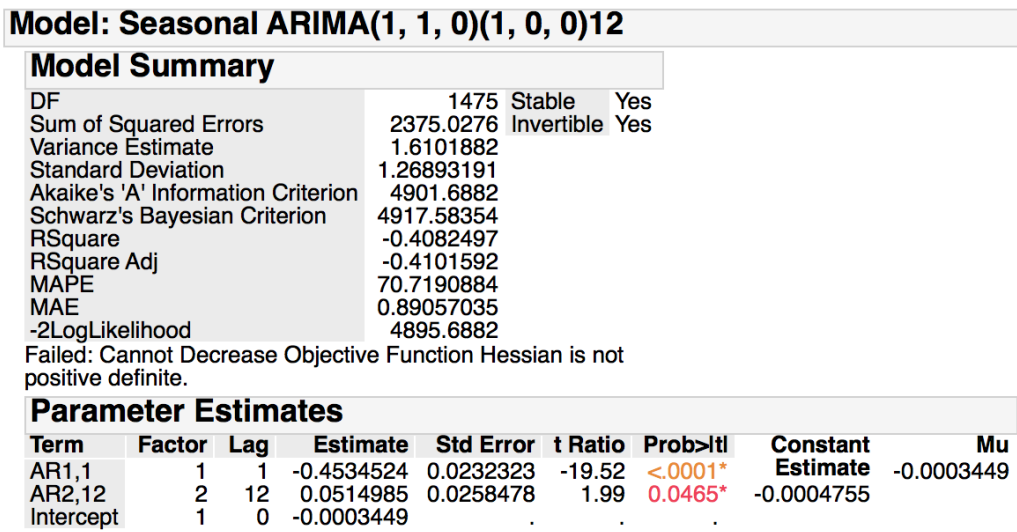 Model: Seasonal ARIMA(1, 1, 0)(1, 0, 0)12
Model Summary
DF 1475 Stable Yes
Sum of Squared Errors 2375.0276 Invertible Yes
Variance Estimate 1.6101882
Standard Deviation 1.26893191
Akaike's 'A' Information Criterion 4901.6882
Schwarz's Bayesian Criterion 4917.58354
RSquare -0.4082497
RSquare Adj -0.4101592
MAPE 70.7190884
MAE 0.89057035
-2LogLikelihood 4895.6882
Failed: Cannot Decrease Objective Function Hessian is not
positive definite.
Parameter Estimates
Term Factor Lag Estimate Std Error t Ratio Prob>|t| Constant Estimate Mu
AR1,1 1 1 -0.4534524 0.0232323 -19.52 <.0001* -0.0003449
AR2,12 2 12 0.0514985 0.0258478 1.99 0.0465* -0.0004755
Intercept 1 0 -0.0003449 . . .